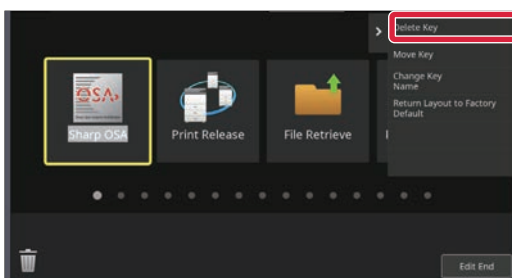 Delete Key
Move Key
Change Key
Name
Return Layout to Factory
Default
OSA
Sharp OSA
Print Release
File Retrieve
Edit End